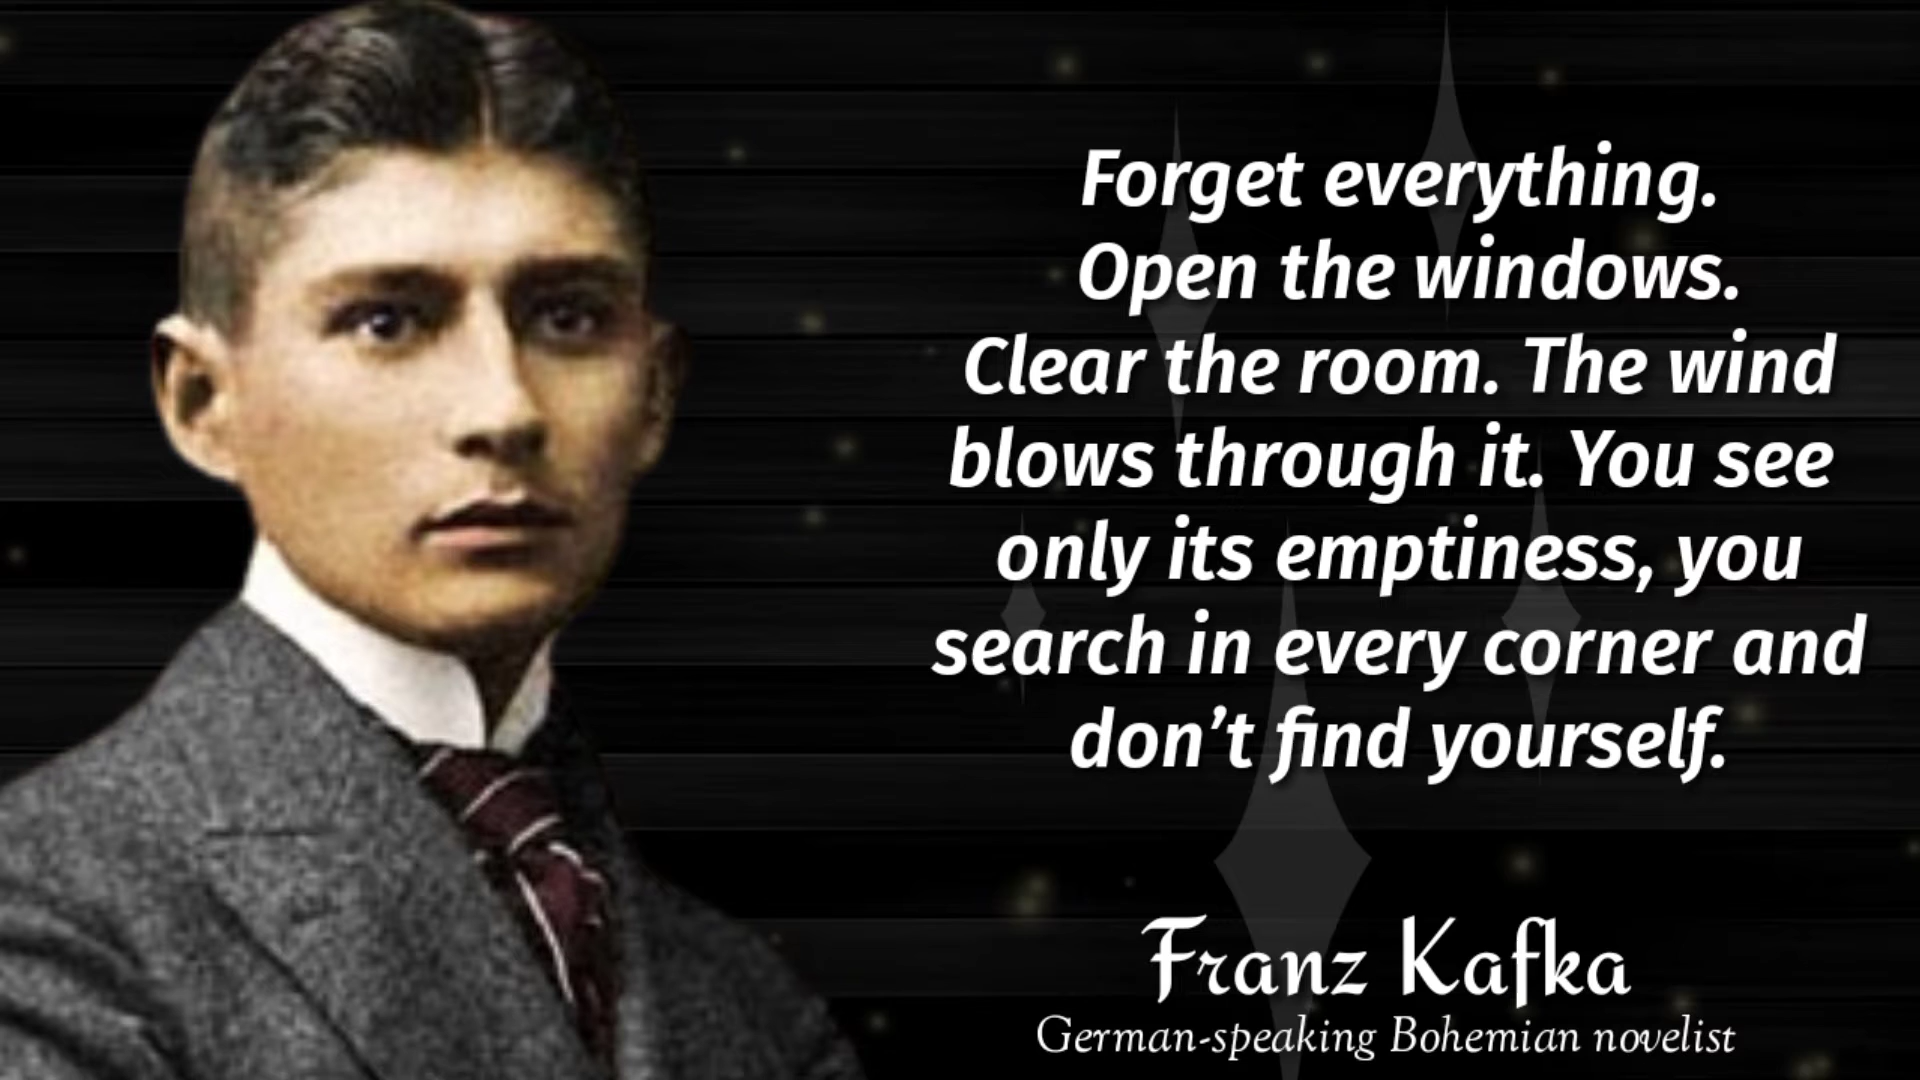 Forget everything.
Open the windows.
Clear the room. The wind
blows through it. You see
only its emptiness, you
search in every corner and
don’t find yourself.
Franz Kafka
German-speaking Bohemian novelist